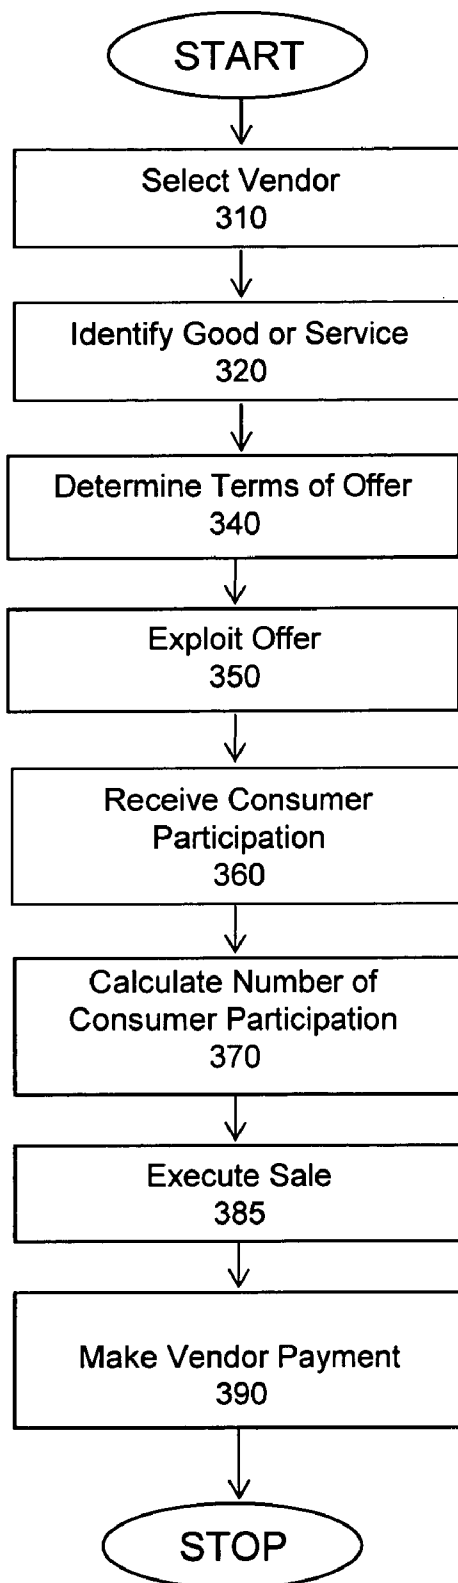 START
Select Vendor
310
Identify Good or Service
320
Determine Terms of Offer
340
Exploit Offer
350
Receive Consumer
Participation
360
Calculate Number of
Consumer Participation
370
Execute Sale
385
Make Vendor Payment
390
STOP